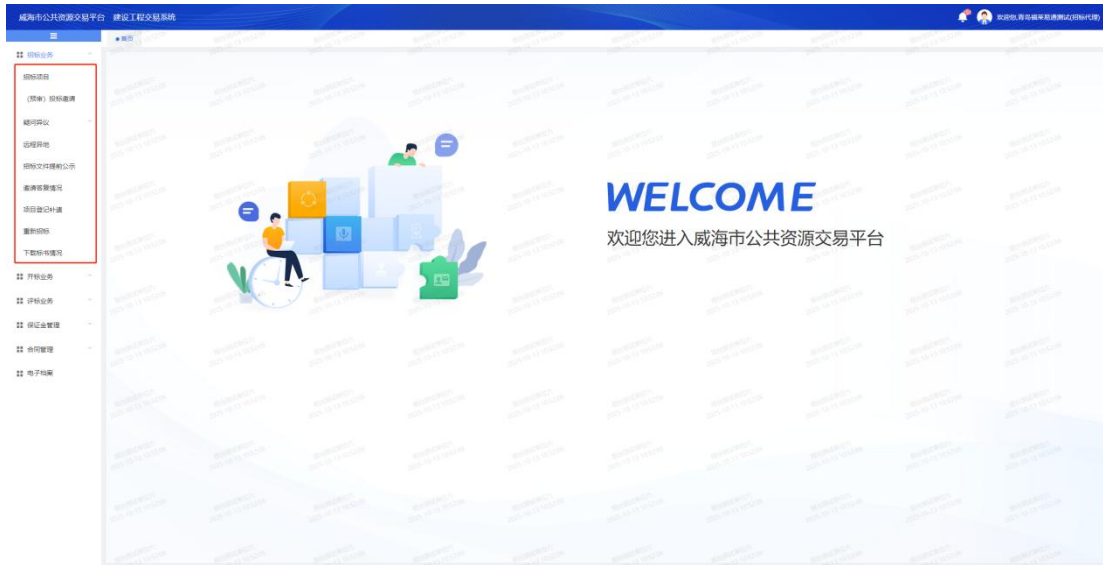 威海市公共资源交易平台 建设工程交易系统
欢迎您,青岛福莱易通测试(招标代理)
首页
招标业务
招标项目
(预审)投标邀请
疑问异议
远程异地
招标文件提前公示
邀请答复情况
项目登记补遗
重新招标
下载标书情况
开标业务
评标业务
保证金管理
合同管理
电子档案
WELCOME
欢迎您进入威海市公共资源交易平台